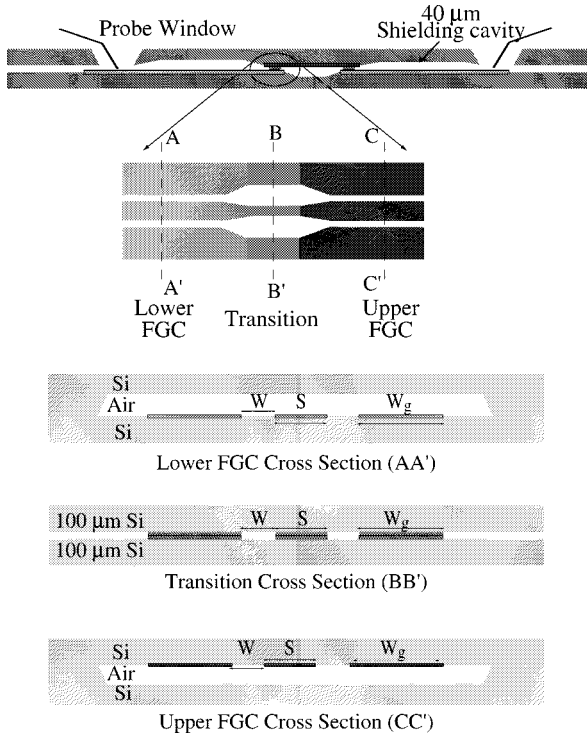 Probe Window
40 μm
Shielding cavity
A B C
A' B' C'
Lower
FGC
Transition
Upper
FGC
Si
Air
Si
W S Wg
Lower FGC Cross Section (AA')
100 μm Si
100 μm Si
W S Wg
Transition Cross Section (BB')
Si
Air
Si
W S Wg
Upper FGC Cross Section (CC')